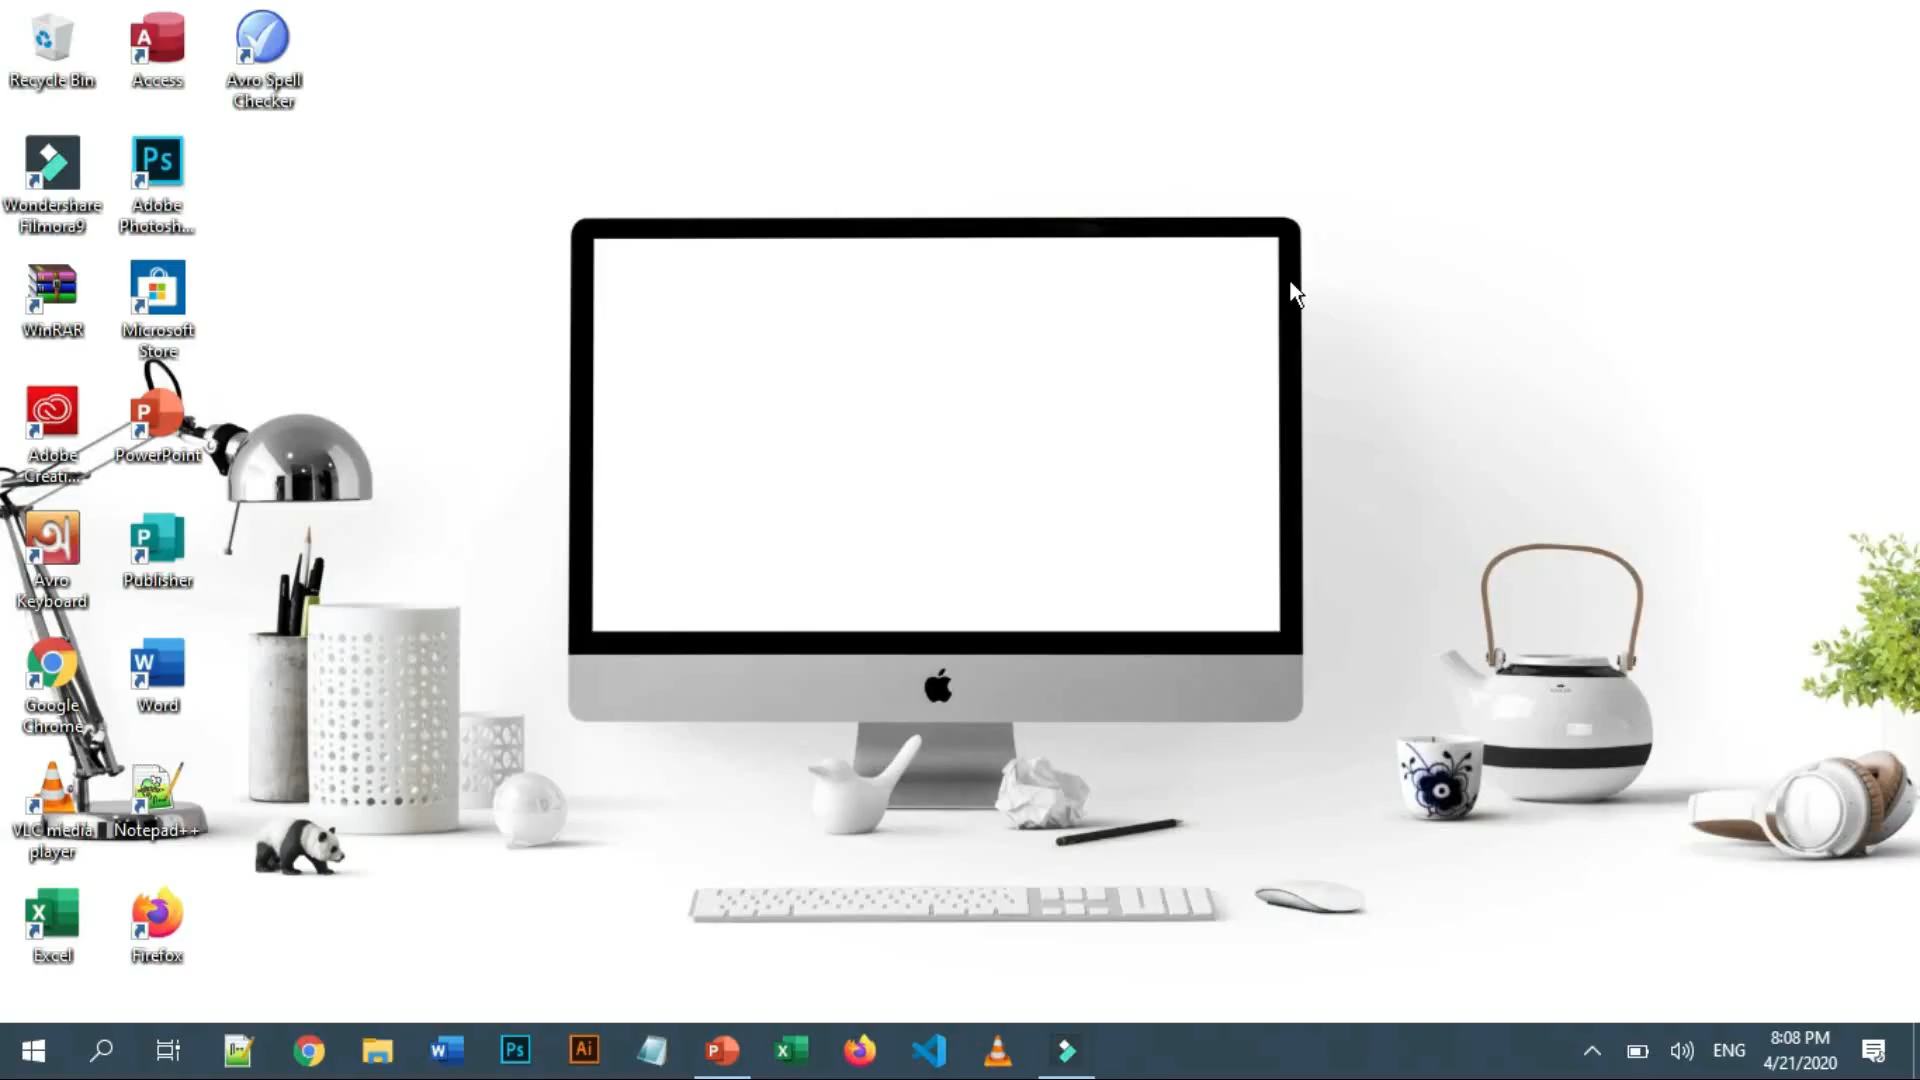 Recycle Bin
Access
Avro Spell
Checker
Wondershare
Filmora9
Adobe
Photosh...
WinRAR
Microsoft
Store
Adobe
Creati...
PowerPoint
Avro
Keyboard
Publisher
Google
Chrome
Word
VLC media
player
Notepad++
Excel
Firefox
8:08 PM
ENG
4/21/2020